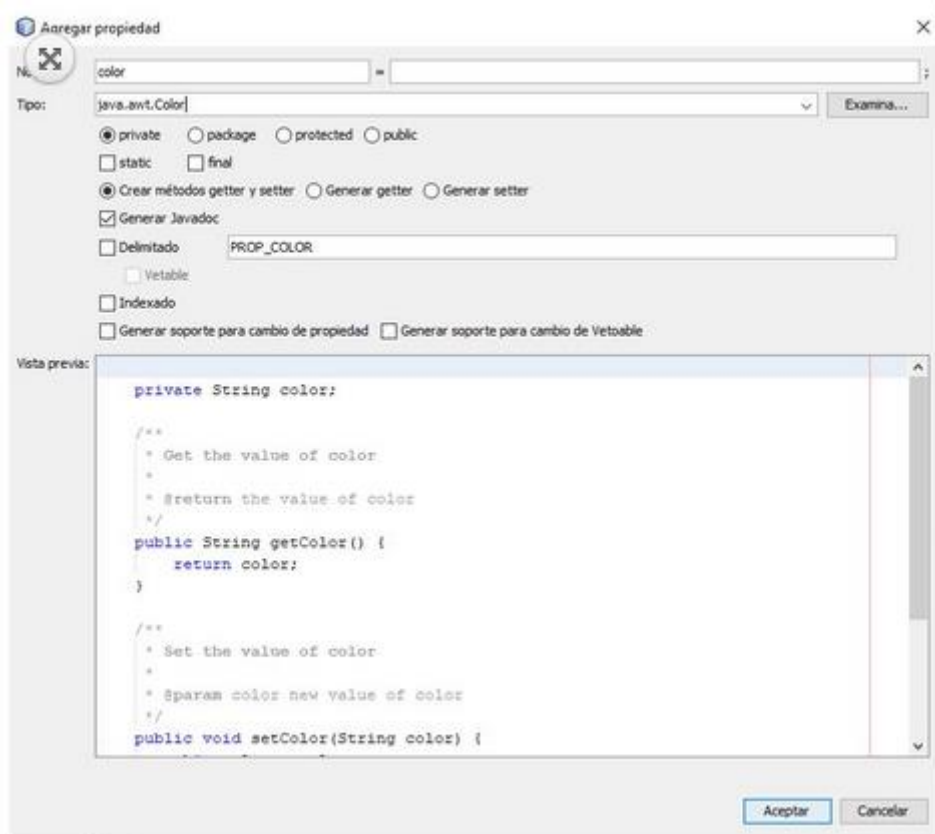 Agregar propiedad
color = ;
Tipo: java.awt.Color Examina...
private package protected public
static final
Crear métodos getter y setter Generar getter Generar setter
Generar Javadoc
Delimitado PROP_COLOR
Vetable
Indexado
Generar soporte para cambio de propiedad Generar soporte para cambio de Vetoable
Vista previa:
private String color;
/**
* Get the value of color
*
* @return the value of color
*/
public String getColor() {
return color;
}
/**
* Set the value of color
*
* @param color new value of color
*/
public void setColor(String color) {
Aceptar Cancelar